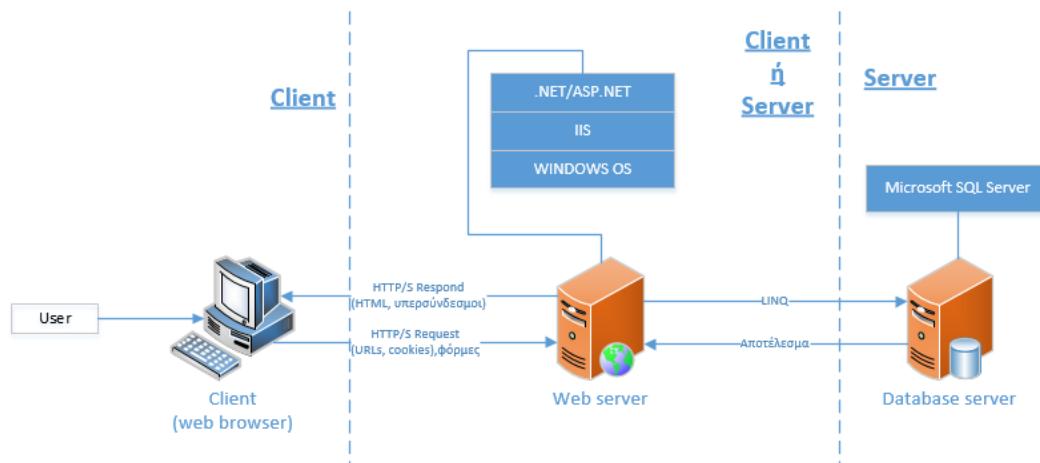 Client
Client
ή
Server
Server
.NET/ASP.NET
IIS
WINDOWS OS
Microsoft SQL Server
User
HTTP/S Respond
(HTML, υπερσύνδεσμοι)
HTTP/S Request
(URLs, cookies),φόρμες
LINQ
Αποτέλεσμα
Client
(web browser)
Web server
Database server